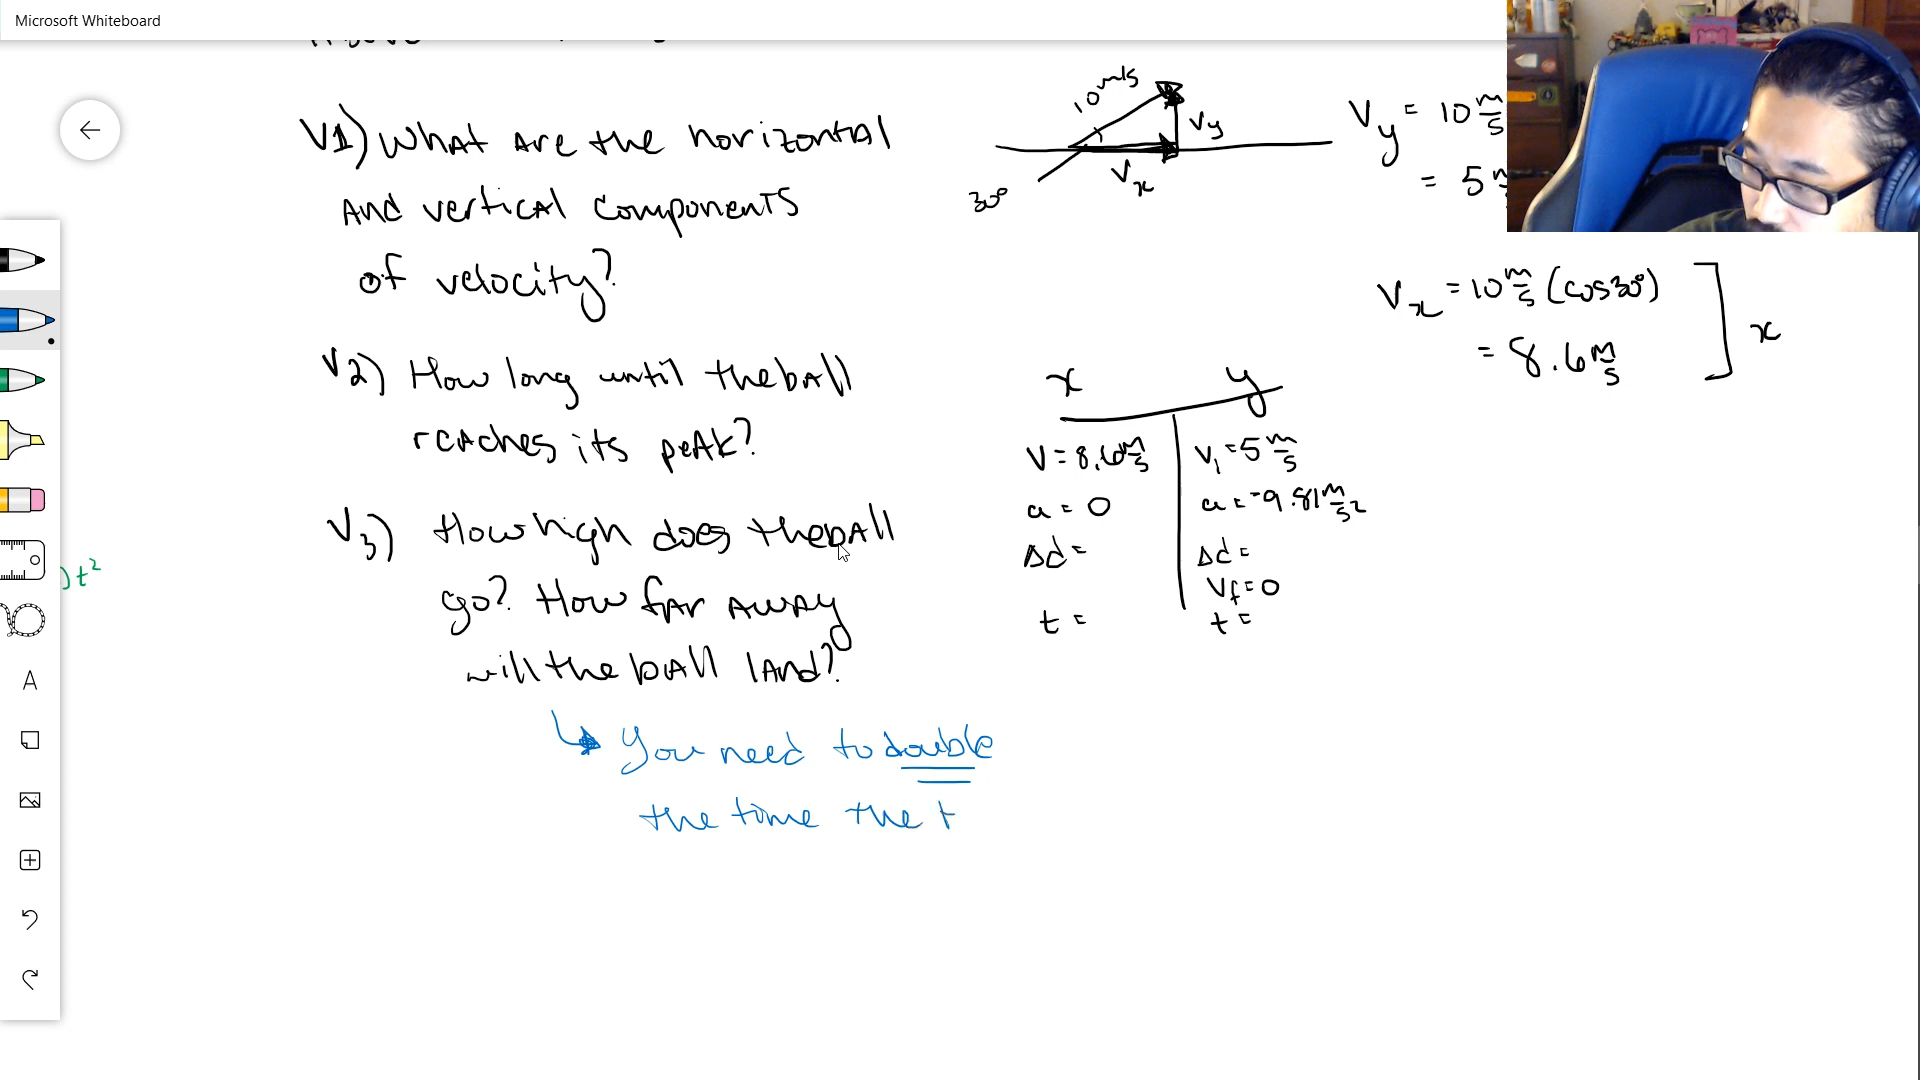 Microsoft Whiteboard
V1) What are the horizontal
and vertical components
of velocity?
V2) How long until the ball
reaches its peak?
V3) How high does the ball
go? How far away
will the ball land?
↳ You need to double
the time the t
)t²
10 m/s
Vy
Vx
30°
Vy = 10 m/s
= 5
Vx = 10 m/s (cos30°)
= 8.6 m/s
x
x y
V = 8.6 m/s V₁ = 5 m/s
a = 0 a = -9.81 m/s²
Δd = Δd =
Vf = 0
t = t =
A